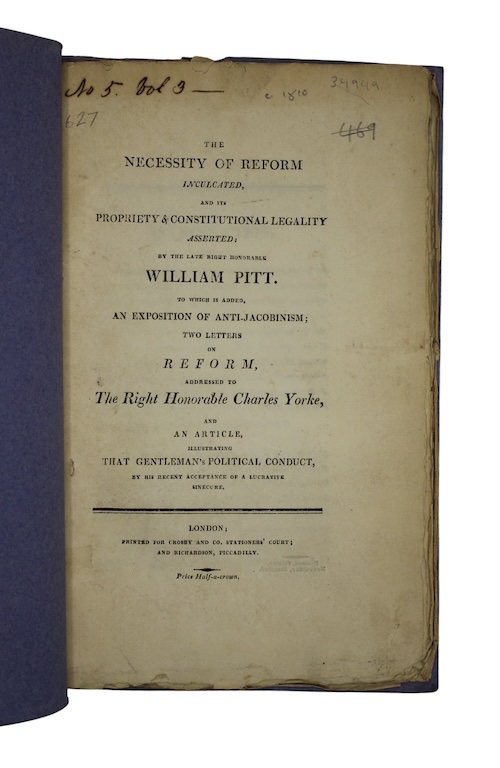 No 5. Vol 3 —
c 1810
34949
627
469
THE
NECESSITY OF REFORM
INCULCATED,
AND ITS
PROPRIETY & CONSTITUTIONAL LEGALITY
ASSERTED;
BY THE LATE RIGHT HONORABLE
WILLIAM PITT.
TO WHICH IS ADDED,
AN EXPOSITION OF ANTI-JACOBINISM;
TWO LETTERS
ON
REFORM,
ADDRESSED TO
The Right Honorable Charles Yorke,
AND
AN ARTICLE,
ILLUSTRATING
THAT GENTLEMAN's POLITICAL CONDUCT,
BY HIS RECENT ACCEPTANCE OF A LUCRATIVE
SINECURE.
LONDON;
PRINTED FOR CROSBY AND CO. STATIONERS' COURT;
AND RICHARDSON, PICCADILLY.
Price Half-a-crown.